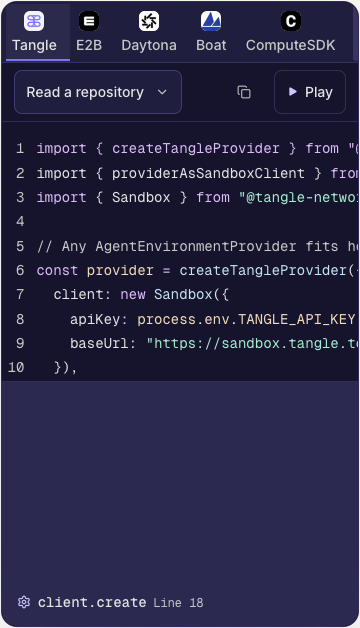 Tangle E2B Daytona Boat ComputeSDK
Read a repository Play
1 import { createTangleProvider } from "@
2 import { providerAsSandboxClient } from
3 import { Sandbox } from "@tangle-netwo
4
5 // Any AgentEnvironmentProvider fits he
6 const provider = createTangleProvider({
7 client: new Sandbox({
8 apiKey: process.env.TANGLE_API_KEY
9 baseUrl: "https://sandbox.tangle.to
10 }),
client.create Line 18